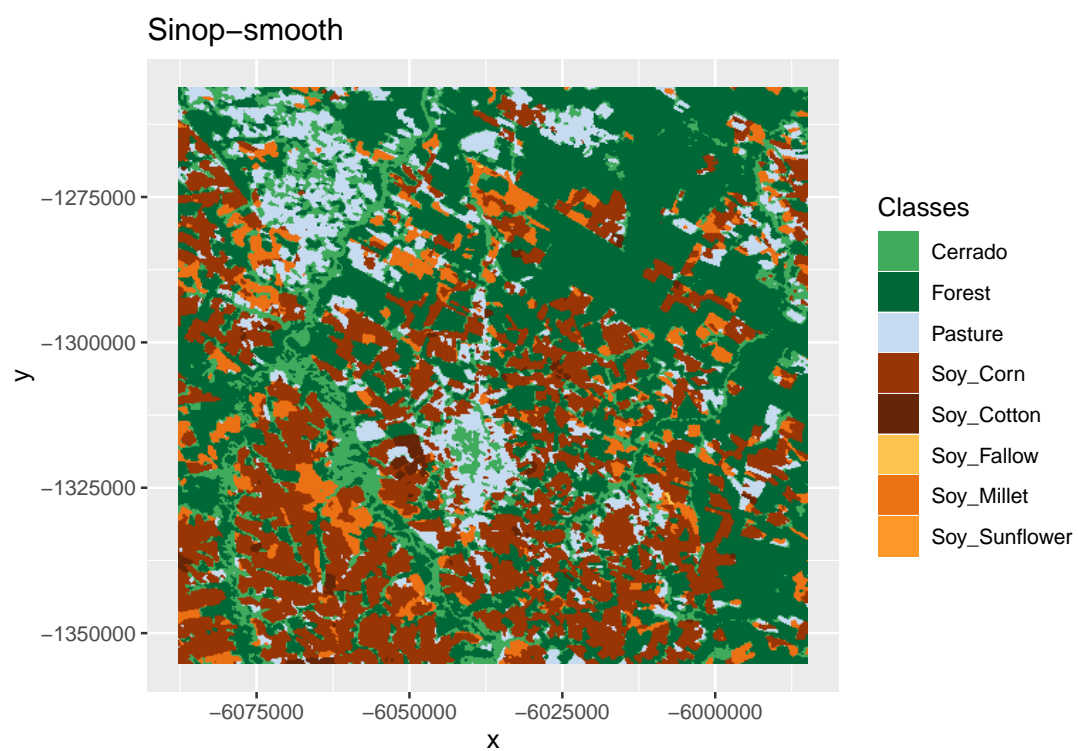 Sinop−smooth
−1275000
−1300000
−1325000
−1350000
y
−6075000
−6050000
−6025000
−6000000
x
Classes
Cerrado
Forest
Pasture
Soy_Corn
Soy_Cotton
Soy_Fallow
Soy_Millet
Soy_Sunflower